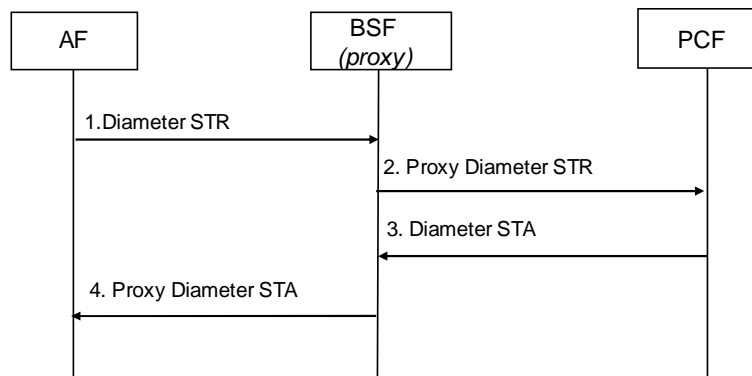 AF
BSF
(proxy)
PCF
1.Diameter STR
2. Proxy Diameter STR
3. Diameter STA
4. Proxy Diameter STA